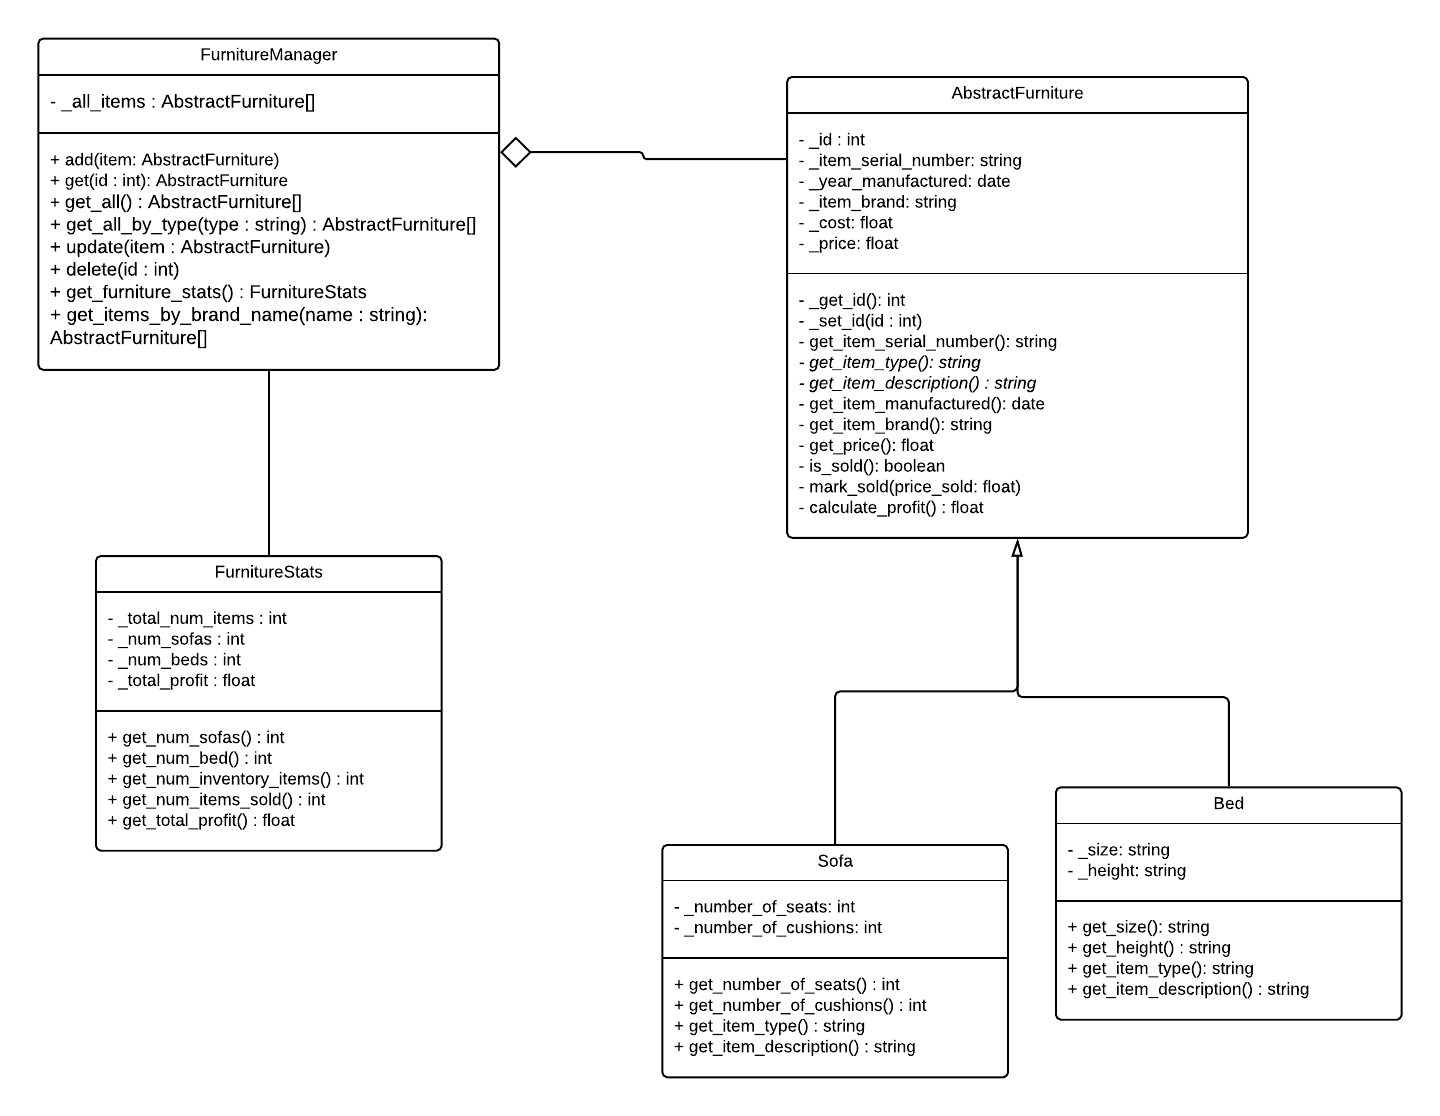 FurnitureManager
- _all_items : AbstractFurniture[]
+ add(item: AbstractFurniture)
+ get(id : int): AbstractFurniture
+ get_all() : AbstractFurniture[]
+ get_all_by_type(type : string) : AbstractFurniture[]
+ update(item : AbstractFurniture)
+ delete(id : int)
+ get_furniture_stats() : FurnitureStats
+ get_items_by_brand_name(name : string):
AbstractFurniture[]
AbstractFurniture
- _id : int
- _item_serial_number: string
- _year_manufactured: date
- _item_brand: string
- _cost: float
- _price: float
- _get_id(): int
- _set_id(id : int)
- get_item_serial_number(): string
- get_item_type(): string
- get_item_description() : string
- get_item_manufactured(): date
- get_item_brand(): string
- get_price(): float
- is_sold(): boolean
- mark_sold(price_sold: float)
- calculate_profit() : float
FurnitureStats
- _total_num_items : int
- _num_sofas : int
- _num_beds : int
- _total_profit : float
+ get_num_sofas() : int
+ get_num_bed() : int
+ get_num_inventory_items() : int
+ get_num_items_sold() : int
+ get_total_profit() : float
Sofa
- _number_of_seats: int
- _number_of_cushions: int
+ get_number_of_seats() : int
+ get_number_of_cushions() : int
+ get_item_type() : string
+ get_item_description() : string
Bed
- _size: string
- _height: string
+ get_size(): string
+ get_height() : string
+ get_item_type(): string
+ get_item_description() : string